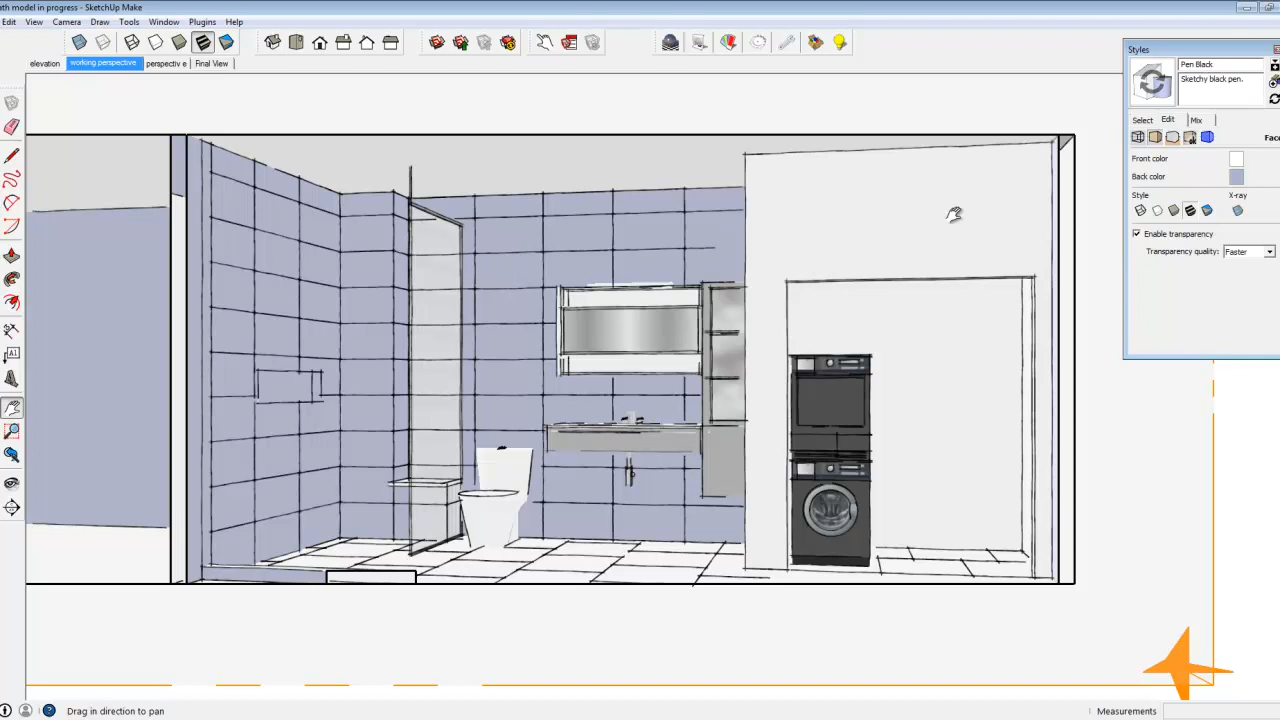 ath model in progress - SketchUp Make
Edit View Camera Draw Tools Window Plugins Help
elevation working perspective perspectiv e Final View
Styles
Pen Black
Sketchy black pen.
Select Edit Mix
Face
Front color
Back color
Style X-ray
Enable transparency
Transparency quality: Faster
Drag in direction to pan
Measurements